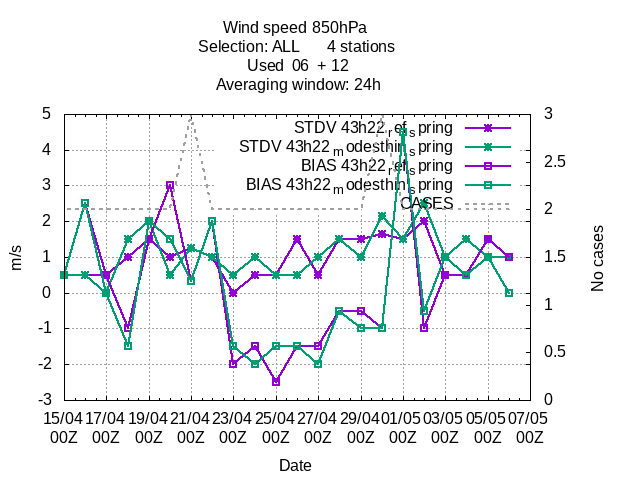 Wind speed 850hPa
Selection: ALL 4 stations
Used 06 + 12
Averaging window: 24h
5 3
STDV 43h22_ref_spring
4 STDV 43h22_modesthini_spring
BIAS 43h22_ref_spring 2.5
3 BIAS 43h22_modesthini_spring
CASES
2 2
1 1.5
m/s No cases
0
1
-1
-2 0.5
-3 0
15/04 17/04 19/04 21/04 23/04 25/04 27/04 29/04 01/05 03/05 05/05 07/05
00Z 00Z 00Z 00Z 00Z 00Z 00Z 00Z 00Z 00Z 00Z 00Z
Date